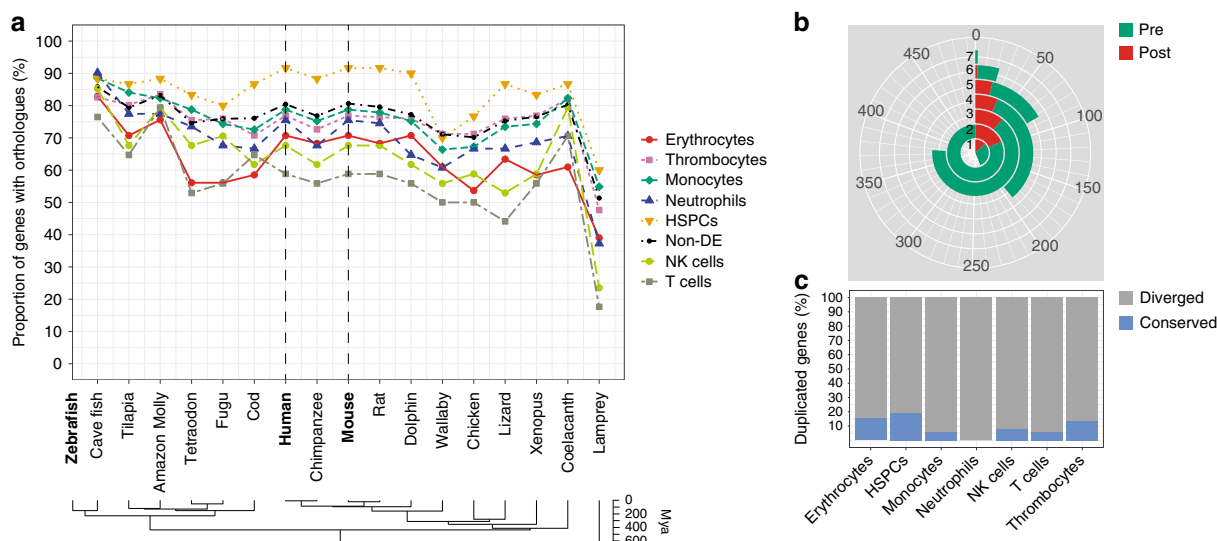 a
Proportion of genes with orthologues (%)
100
90
80
70
60
50
40
30
20
10
0
Zebrafish
Cave fish
Tilapia
Amazon Molly
Tetraodon
Fugu
Cod
Human
Chimpanzee
Mouse
Rat
Dolphin
Wallaby
Chicken
Lizard
Xenopus
Coelacanth
Lamprey
0
200
400
600
Mya
Erythrocytes
Thrombocytes
Monocytes
Neutrophils
HSPCs
Non-DE
NK cells
T cells
b
0
50
100
150
200
250
300
350
400
450
7
6
5
4
3
2
1
Pre
Post
c
Duplicated genes (%)
100
90
80
70
60
50
40
30
20
10
Erythrocytes
HSPCs
Monocytes
Neutrophils
NK cells
T cells
Thrombocytes
Diverged
Conserved